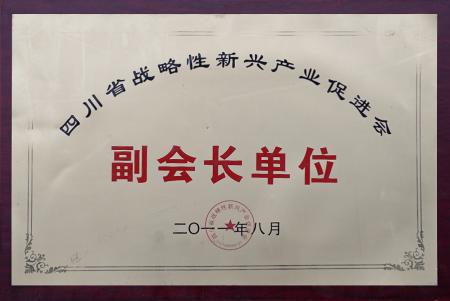 四川省战略性新兴产业促进会
副会长单位
二〇一一年八月